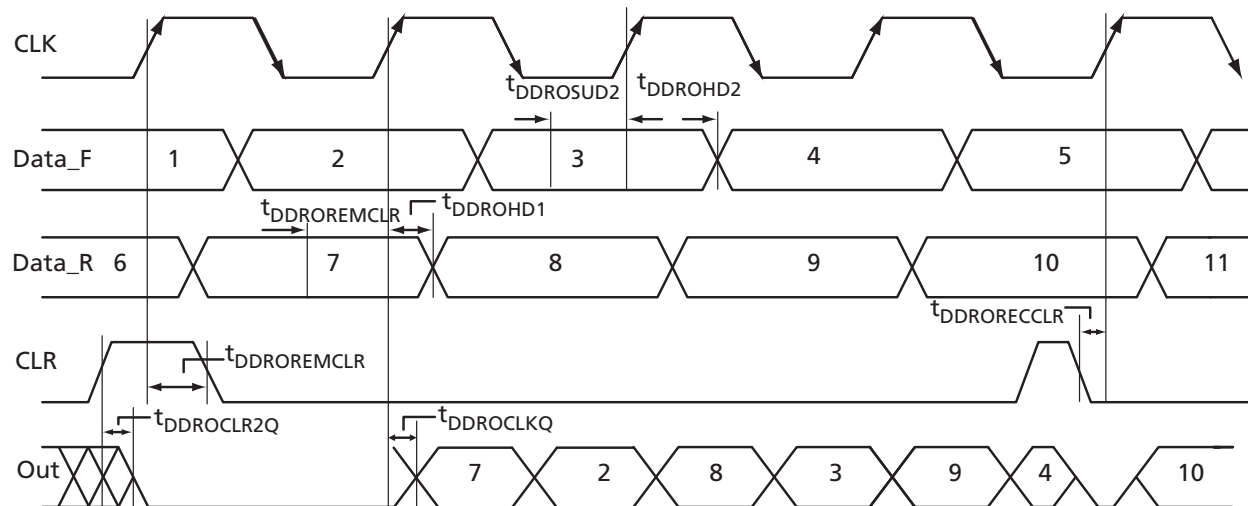 CLK
tDDROSUD2 tDDROHD2
Data_F 1 2 3 4 5
tDDROREMCLR tDDROHD1
Data_R 6 7 8 9 10 11
tDDRORECCLR
CLR tDDROREMCLR
tDDROCLR2Q tDDROCLKQ
Out 7 2 8 3 9 4 10